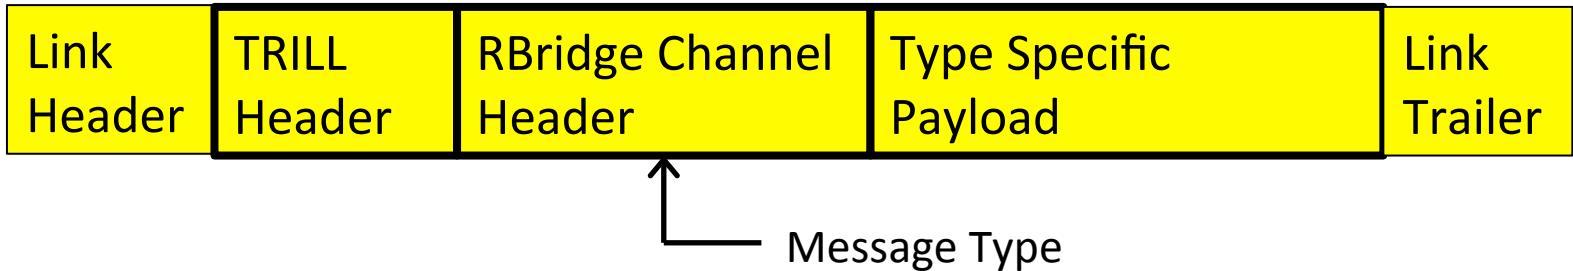 Link
Header
TRILL
Header
RBridge Channel
Header
Type Specific
Payload
Link
Trailer
Message Type